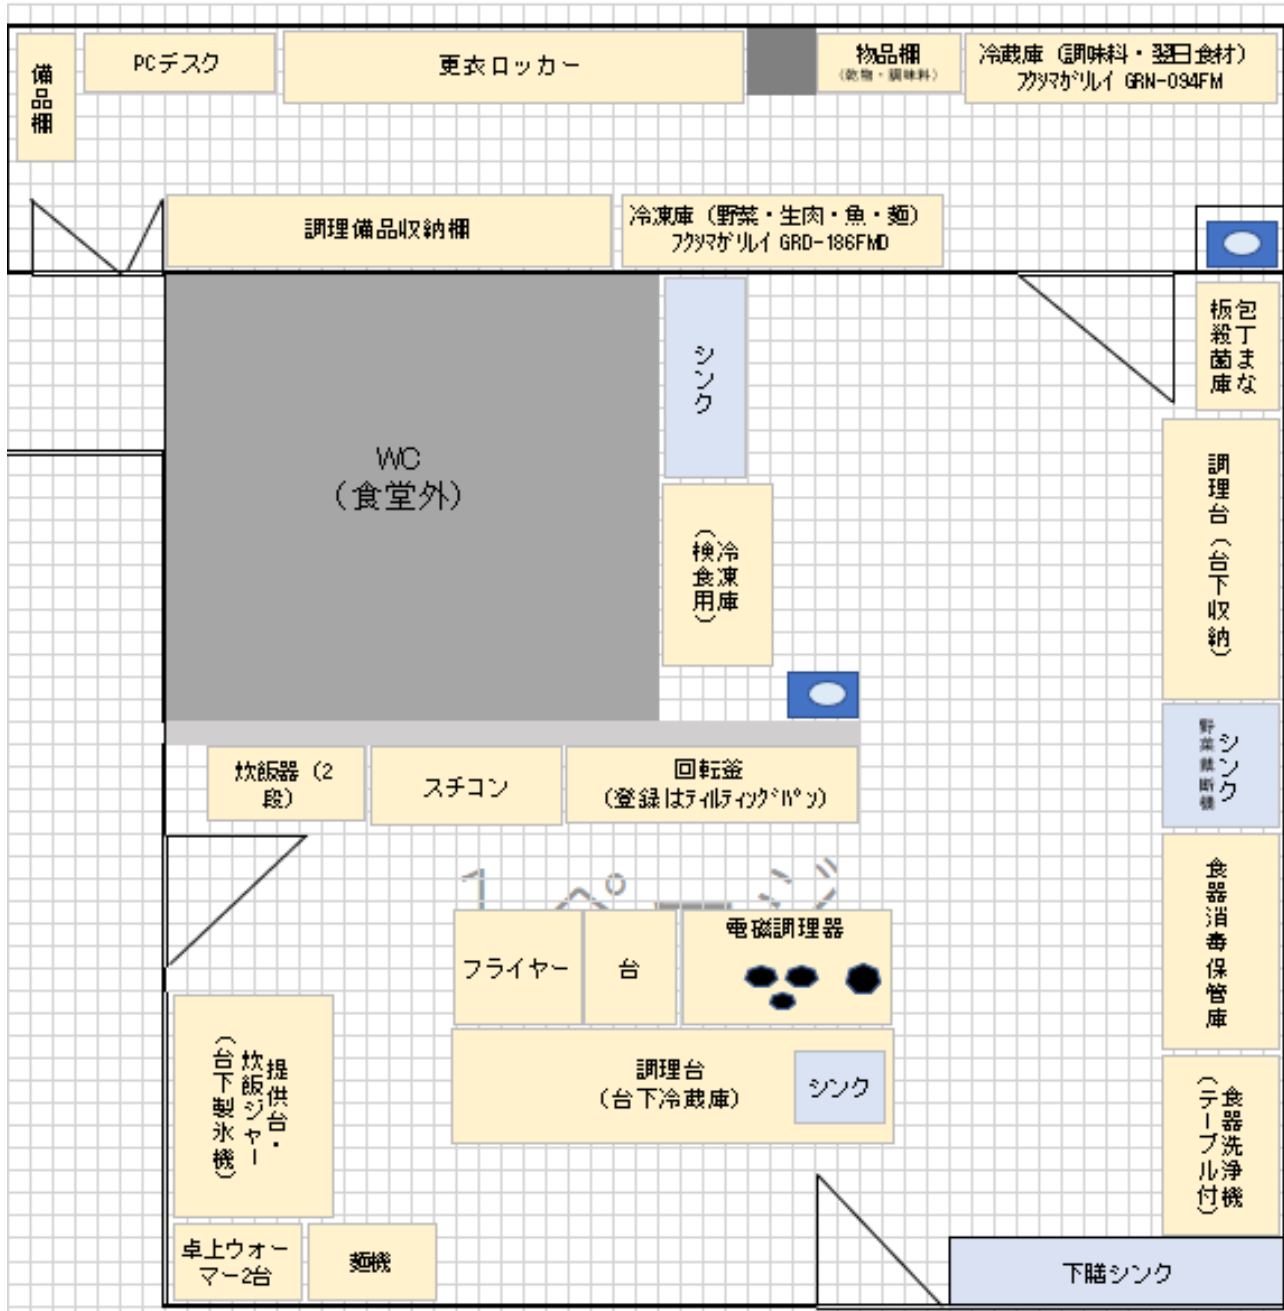 備品棚
PCデスク
更衣ロッカー
物品棚
（乾物・調味料）
冷蔵庫（調味料・翌日食材）
フクシマガリレイ GRN-094FM
調理備品収納棚
冷凍庫（野菜・生肉・魚・麺）
フクシマガリレイ GRD-186FMD
WC
（食堂外）
シンク
冷凍庫
（検食用）
包丁まな
板殺菌庫
調理台（台下収納）
シンク
野菜裁断機
炊飯器（2
段）
スチコン
回転釜
（登録はティルティングパン）
1 ページ
フライヤー
台
電磁調理器
調理台
（台下冷蔵庫）
シンク
食器消毒保管庫
提供台・
炊飯ジャー
（台下製氷機）
食器洗浄機
（テーブル付）
卓上ウォー
マー2台
麺機
下膳シンク